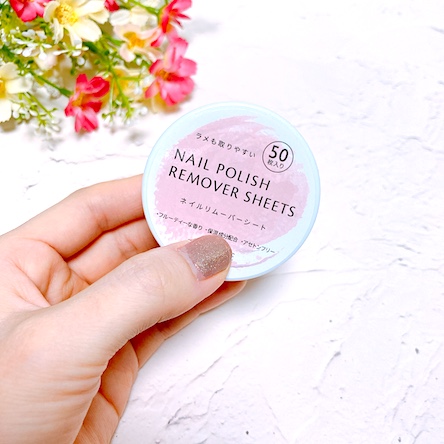 ラメも取りやすい
50
枚入り
NAIL POLISH
REMOVER SHEETS
ネイルリムーバーシート
・フルーティーな香り ・保湿成分配合 ・アセトンフリー